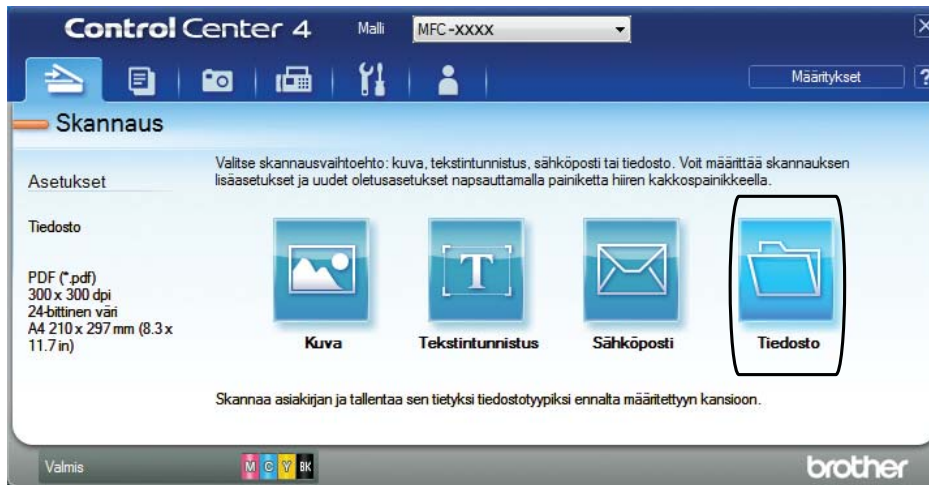 Control Center 4
Malli
MFC-XXXX
Määritykset
?
Skannaus
Asetukset
Valitse skannausvaihtoehto: kuva, tekstintunnistus, sähköposti tai tiedosto. Voit määrittää skannauksen
lisäasetukset ja uudet oletusasetukset napsauttamalla painiketta hiiren kakkospainikkeella.
Tiedosto
PDF (*.pdf)
300 x 300 dpi
24-bittinen väri
A4 210 x 297 mm (8.3 x
11.7 in)
T
Kuva
Tekstintunnistus
Sähköposti
Tiedosto
Skannaa asiakirjan ja tallentaa sen tietyksi tiedostotyypiksi ennalta määritettyyn kansioon.
Valmis
M C Y BK
brother